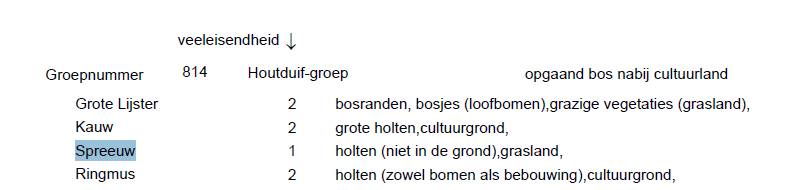 veeleisendheid ↓
Groepnummer 814 Houtduif-groep opgaand bos nabij cultuurland
Grote Lijster 2 bosranden, bosjes (loofbomen),grazige vegetaties (grasland),
Kauw 2 grote holten,cultuurgrond,
Spreeuw 1 holten (niet in de grond),grasland,
Ringmus 2 holten (zowel bomen als bebouwing),cultuurgrond,